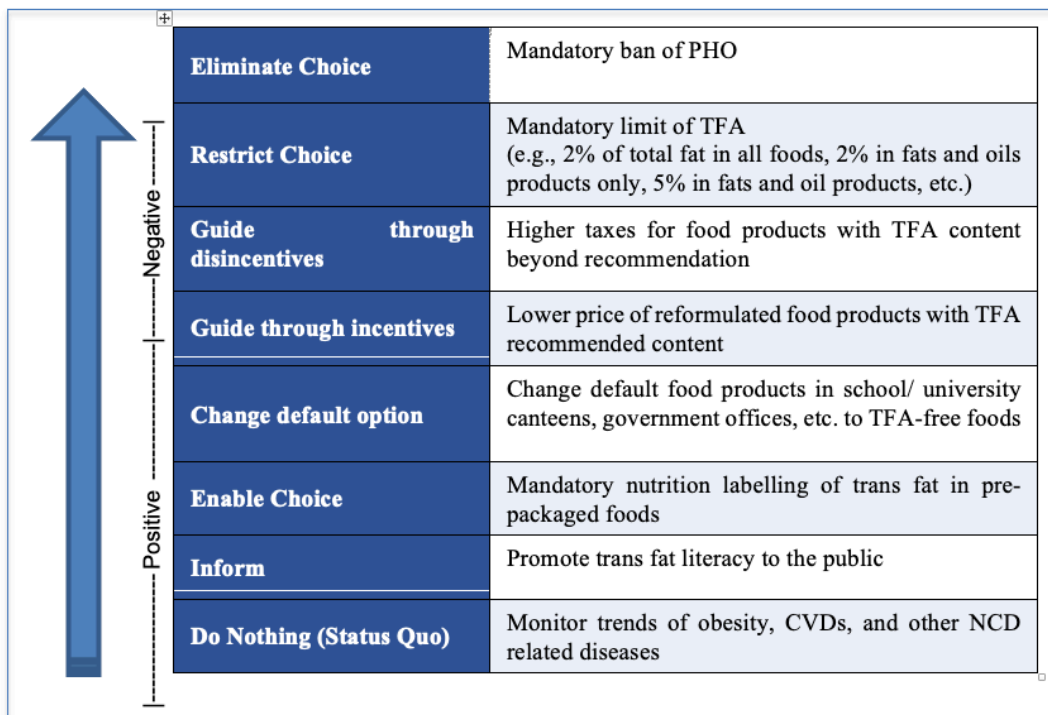 Eliminate Choice
Mandatory ban of PHO
Restrict Choice
Mandatory limit of TFA
(e.g., 2% of total fat in all foods, 2% in fats and oils
products only, 5% in fats and oil products, etc.)
Guide through
disincentives
Higher taxes for food products with TFA content
beyond recommendation
Guide through incentives
Lower price of reformulated food products with TFA
recommended content
Change default option
Change default food products in school/ university
canteens, government offices, etc. to TFA-free foods
Enable Choice
Mandatory nutrition labelling of trans fat in pre-
packaged foods
Inform
Promote trans fat literacy to the public
Do Nothing (Status Quo)
Monitor trends of obesity, CVDs, and other NCD
related diseases
Negative
Positive